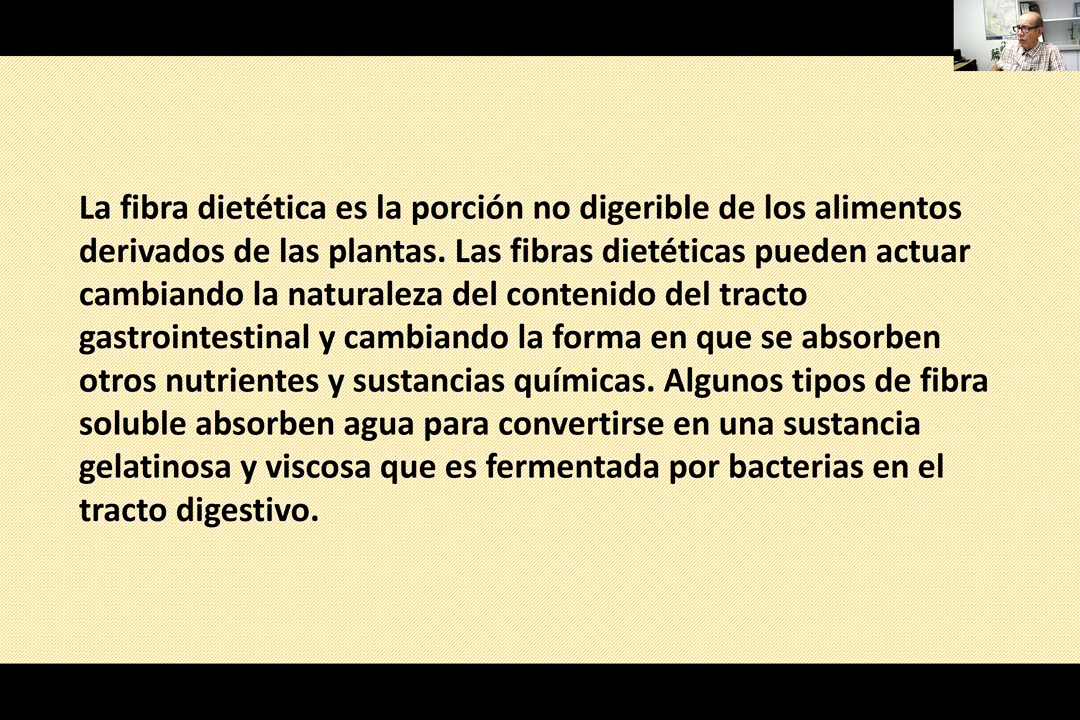 La fibra dietética es la porción no digerible de los alimentos
derivados de las plantas. Las fibras dietéticas pueden actuar
cambiando la naturaleza del contenido del tracto
gastrointestinal y cambiando la forma en que se absorben
otros nutrientes y sustancias químicas. Algunos tipos de fibra
soluble absorben agua para convertirse en una sustancia
gelatinosa y viscosa que es fermentada por bacterias en el
tracto digestivo.